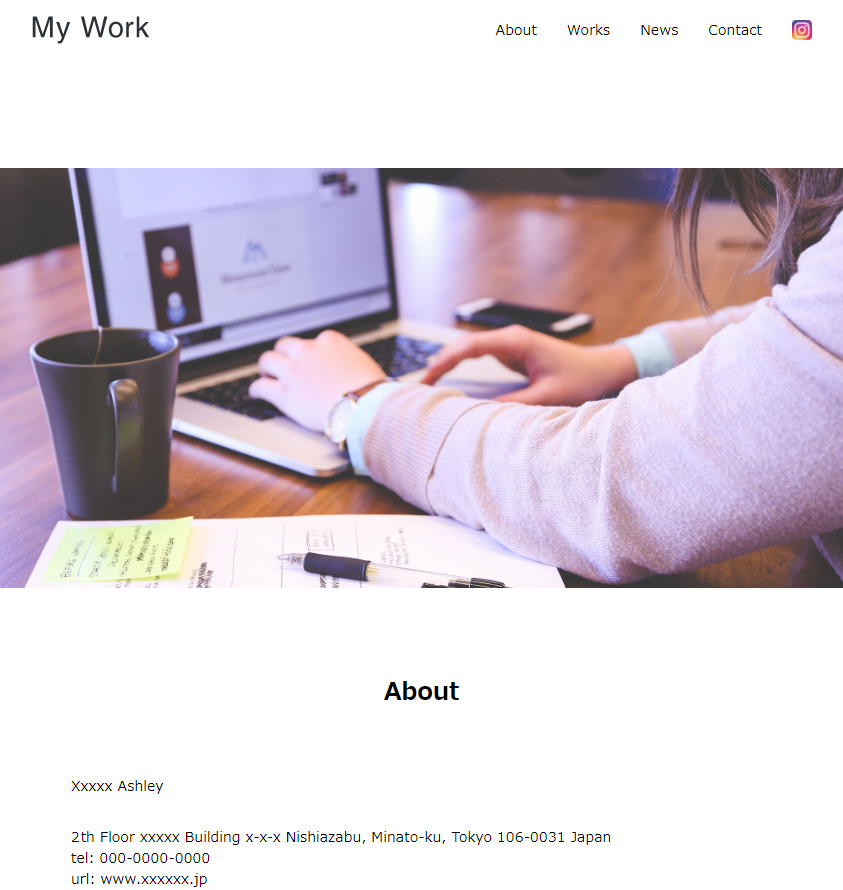 My Work
About
Works
News
Contact
About
Xxxxx Ashley
2th Floor xxxxx Building x-x-x Nishiazabu, Minato-ku, Tokyo 106-0031 Japan
tel: 000-0000-0000
url: www.xxxxxx.jp